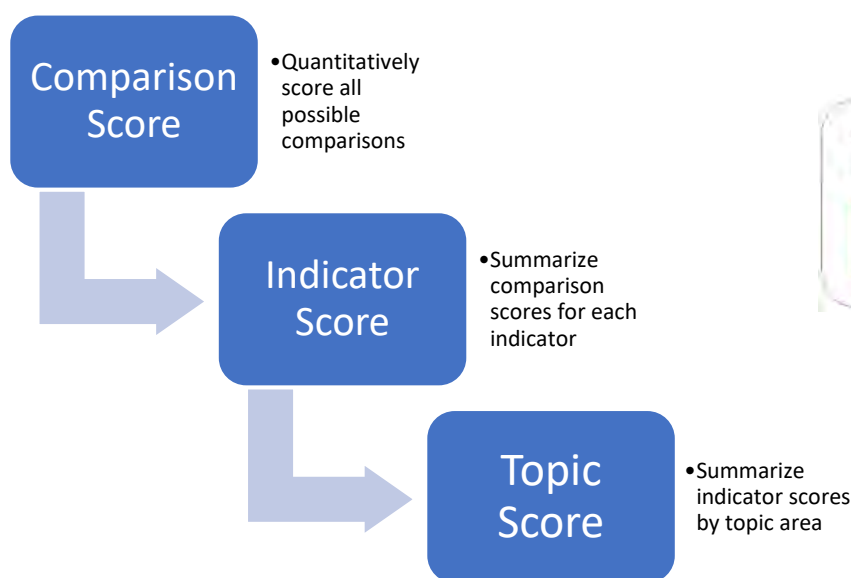 Comparison
Score
•Quantitatively
score all
possible
comparisons
Indicator
Score
•Summarize
comparison
scores for each
indicator
Topic
Score
•Summarize
indicator scores
by topic area